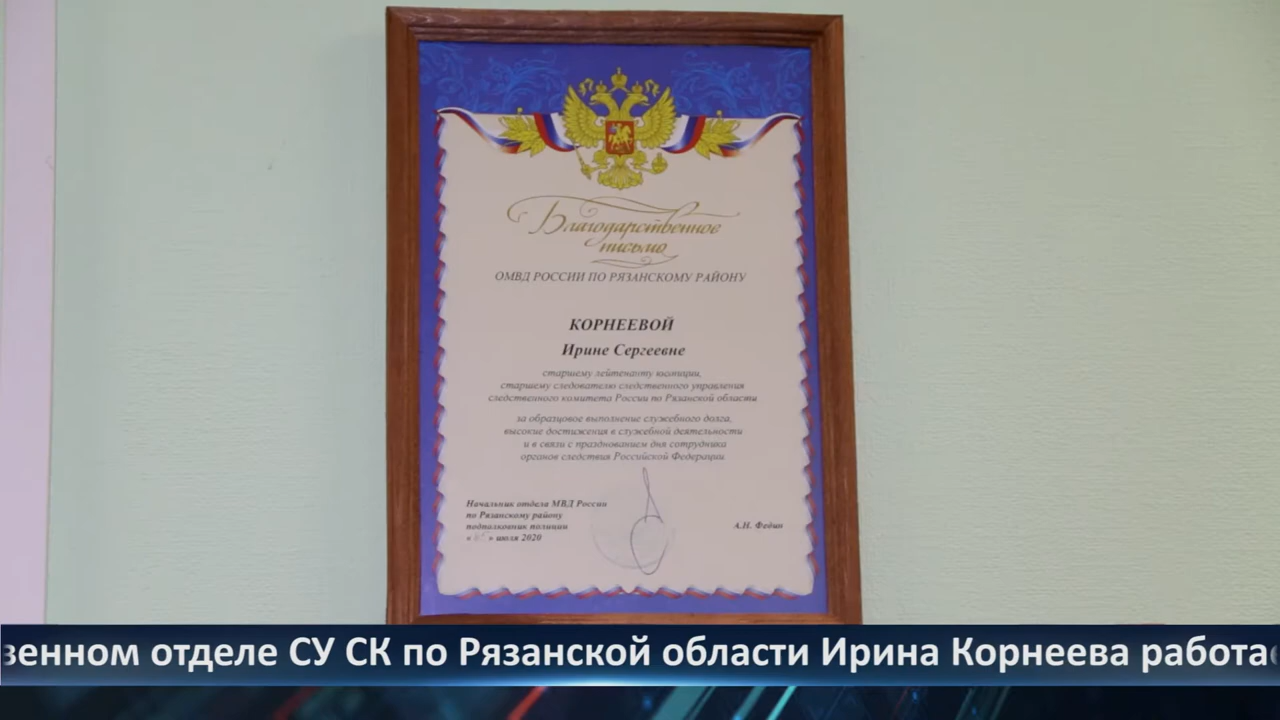 Благодарственное
письмо
ОМВД РОССИИ ПО РЯЗАНСКОМУ РАЙОНУ
КОРНЕЕВОЙ
Ирине Сергеевне
старшему лейтенанту юстиции,
старшему следователю следственного управления
следственного комитета России по Рязанской области
за образцовое выполнение служебного долга,
высокие достижения в служебной деятельности
и в связи с празднованием дня сотрудника
органов следствия Российской Федерации
Начальник отдела МВД России
по Рязанскому району
подполковник полиции
А.Н. Федин
« » июля 2020
венном отделе СУ СК по Рязанской области Ирина Корнеева работа